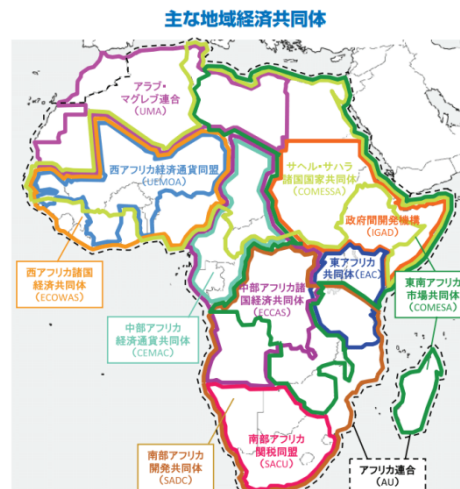 主な地域経済共同体
アラブ・
マグレブ連合
(UMA)
西アフリカ経済通貨同盟
(UEMOA)
サヘル・サハラ
諸国国家共同体
(COMESSA)
政府間開発機構
(IGAD)
西アフリカ諸国
経済共同体
(ECOWAS)
東アフリカ
共同体(EAC)
中部アフリカ諸
国経済共同体
(ECCAS)
東南アフリカ
市場共同体
(COMESA)
中部アフリカ
経済通貨共同体
(CEMAC)
南部アフリカ
関税同盟
(SACU)
南部アフリカ
開発共同体
(SADC)
アフリカ連合
(AU)